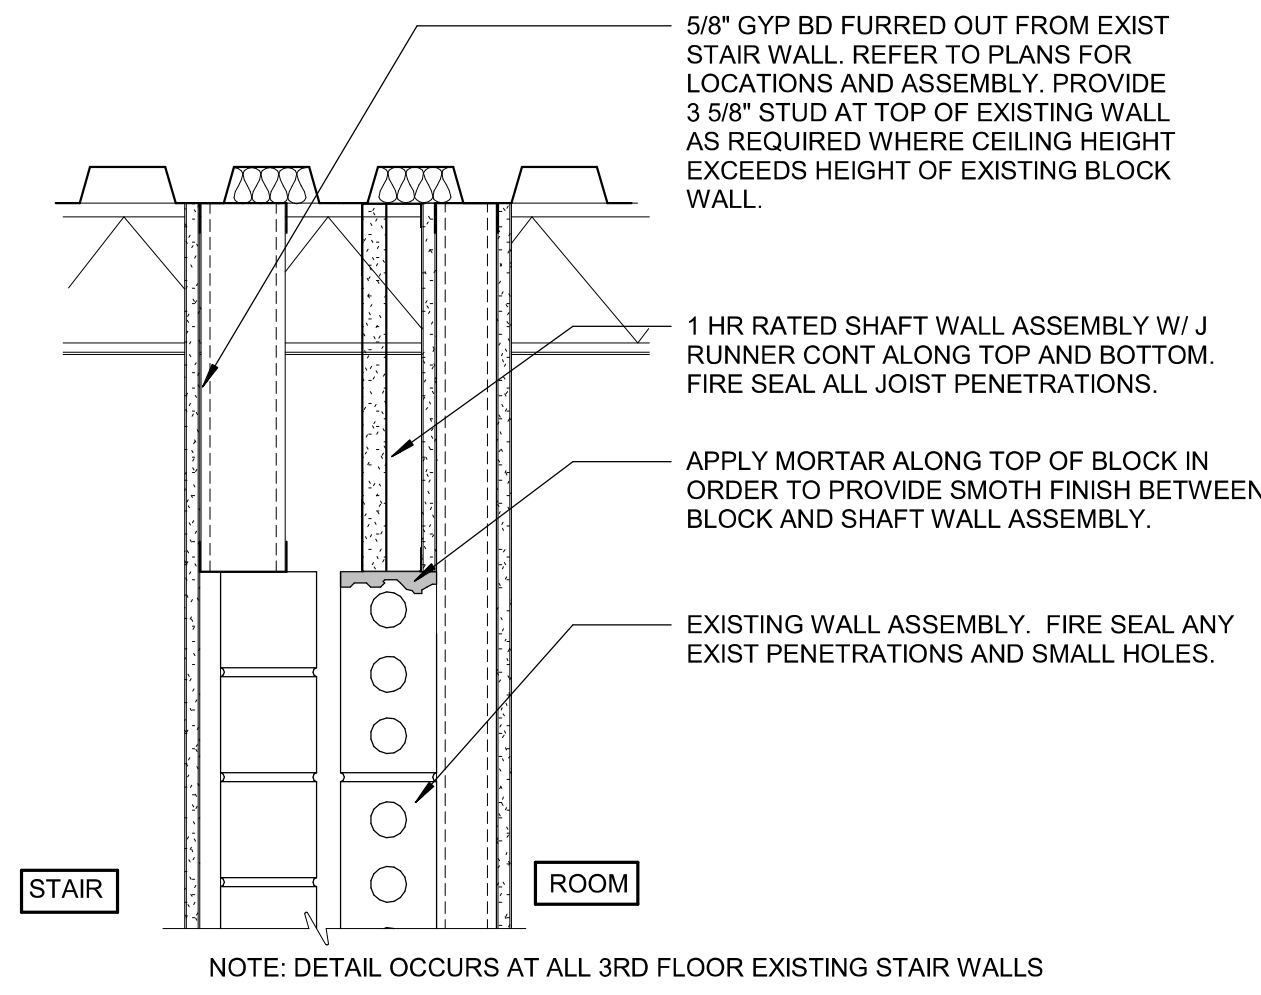 5/8" GYP BD FURRED OUT FROM EXIST
STAIR WALL. REFER TO PLANS FOR
LOCATIONS AND ASSEMBLY. PROVIDE
3 5/8" STUD AT TOP OF EXISTING WALL
AS REQUIRED WHERE CEILING HEIGHT
EXCEEDS HEIGHT OF EXISTING BLOCK
WALL.
1 HR RATED SHAFT WALL ASSEMBLY W/ J
RUNNER CONT ALONG TOP AND BOTTOM.
FIRE SEAL ALL JOIST PENETRATIONS.
APPLY MORTAR ALONG TOP OF BLOCK IN
ORDER TO PROVIDE SMOTH FINISH BETWEEN
BLOCK AND SHAFT WALL ASSEMBLY.
EXISTING WALL ASSEMBLY. FIRE SEAL ANY
EXIST PENETRATIONS AND SMALL HOLES.
STAIR
ROOM
NOTE: DETAIL OCCURS AT ALL 3RD FLOOR EXISTING STAIR WALLS